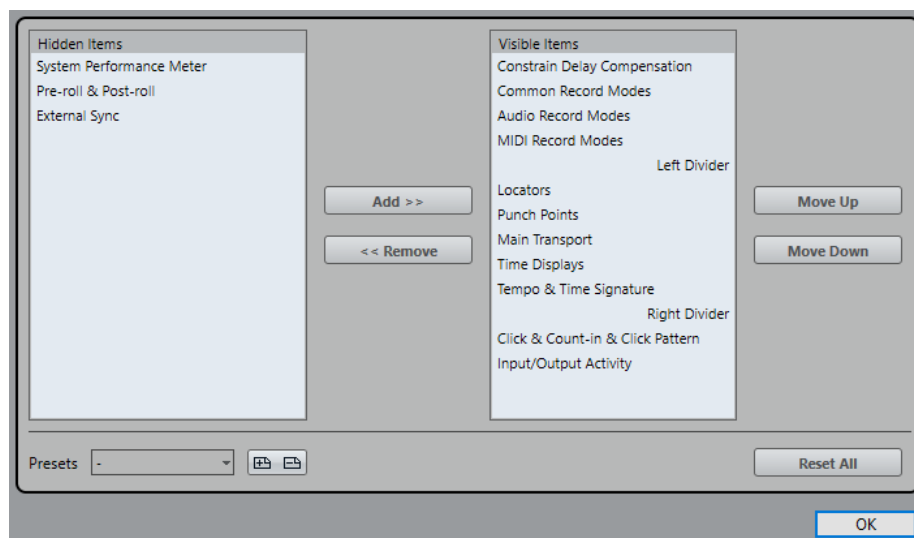 Hidden Items
System Performance Meter
Pre-roll & Post-roll
External Sync
Add >>
<< Remove
Visible Items
Constrain Delay Compensation
Common Record Modes
Audio Record Modes
MIDI Record Modes
Left Divider
Locators
Punch Points
Main Transport
Time Displays
Tempo & Time Signature
Right Divider
Click & Count-in & Click Pattern
Input/Output Activity
Move Up
Move Down
Presets -
Reset All
OK